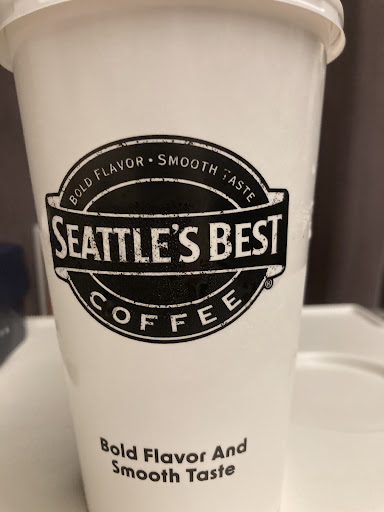 BOLD FLAVOR • SMOOTH TASTE
SEATTLE'S BEST
COFFEE®
Bold Flavor And
Smooth Taste